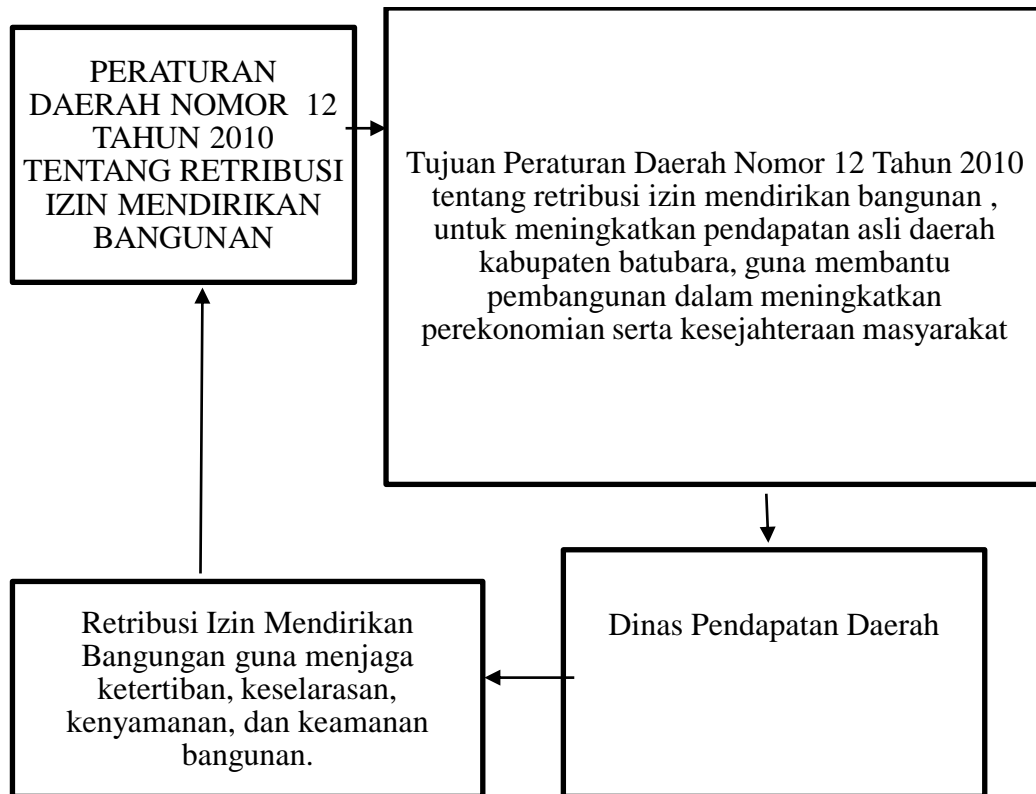 PERATURAN
DAERAH NOMOR 12
TAHUN 2010
TENTANG RETRIBUSI
IZIN MENDIRIKAN
BANGUNAN
Tujuan Peraturan Daerah Nomor 12 Tahun 2010
tentang retribusi izin mendirikan bangunan ,
untuk meningkatkan pendapatan asli daerah
kabupaten batubara, guna membantu
pembangunan dalam meningkatkan
perekonomian serta kesejahteraan masyarakat
Dinas Pendapatan Daerah
Retribusi Izin Mendirikan
Bangungan guna menjaga
ketertiban, keselarasan,
kenyamanan, dan keamanan
bangunan.